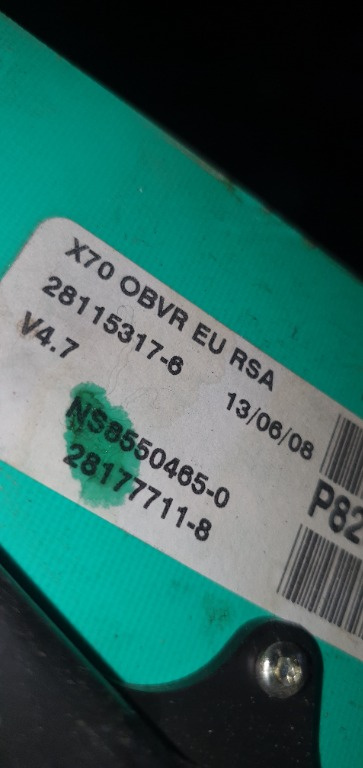 X70 OBVR EU RSA
28115317-6
V4.7
13/06/08
NS8550465-0
28177711-8
P82